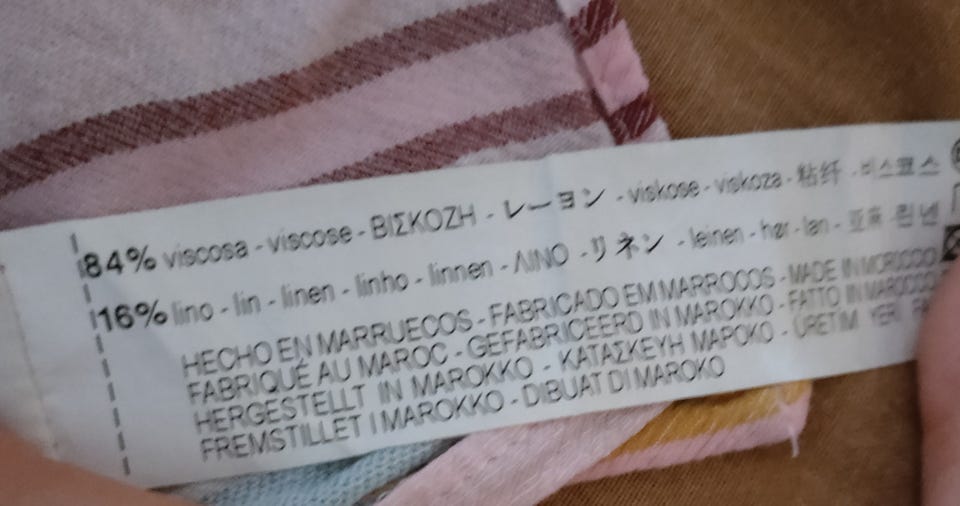 84% viscosa - viscose - ΒΙΣΚΟΖΗ - レーヨン - viskose - viskoza - 粘纤 - 비스코스
16% lino - lin - linen - linho - linnen - ΛΙΝΟ - リネン - leinen - hør - lan - 亚麻 린넨
HECHO EN MARRUECOS - FABRICADO EM MARROCOS - MADE IN MOROCCO
FABRIQUÉ AU MAROC - GEFABRICEERD IN MAROKKO - FATTO IN MAROCCO
HERGESTELLT IN MAROKKO - ΚΑΤΑΣΚΕΥΗ ΜΑΡΟΚΟ - ÜRETIM YERI
FREMSTILLET I MAROKKO - DIBUAT DI MAROKO